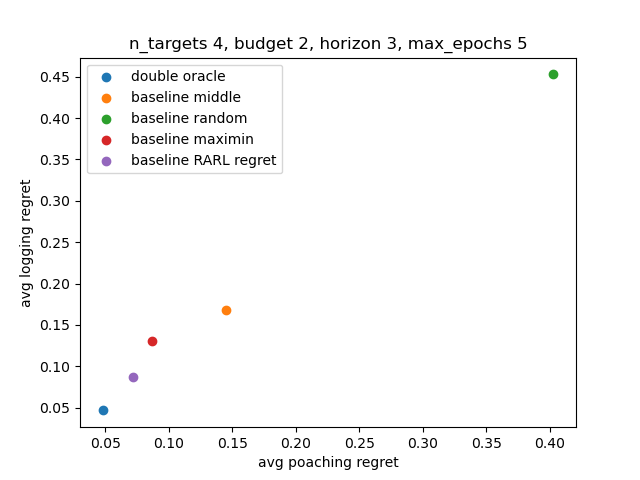 n_targets 4, budget 2, horizon 3, max_epochs 5
double oracle
baseline middle
baseline random
baseline maximin
baseline RARL regret
avg logging regret
0.45
0.40
0.35
0.30
0.25
0.20
0.15
0.10
0.05
0.05 0.10 0.15 0.20 0.25 0.30 0.35 0.40
avg poaching regret